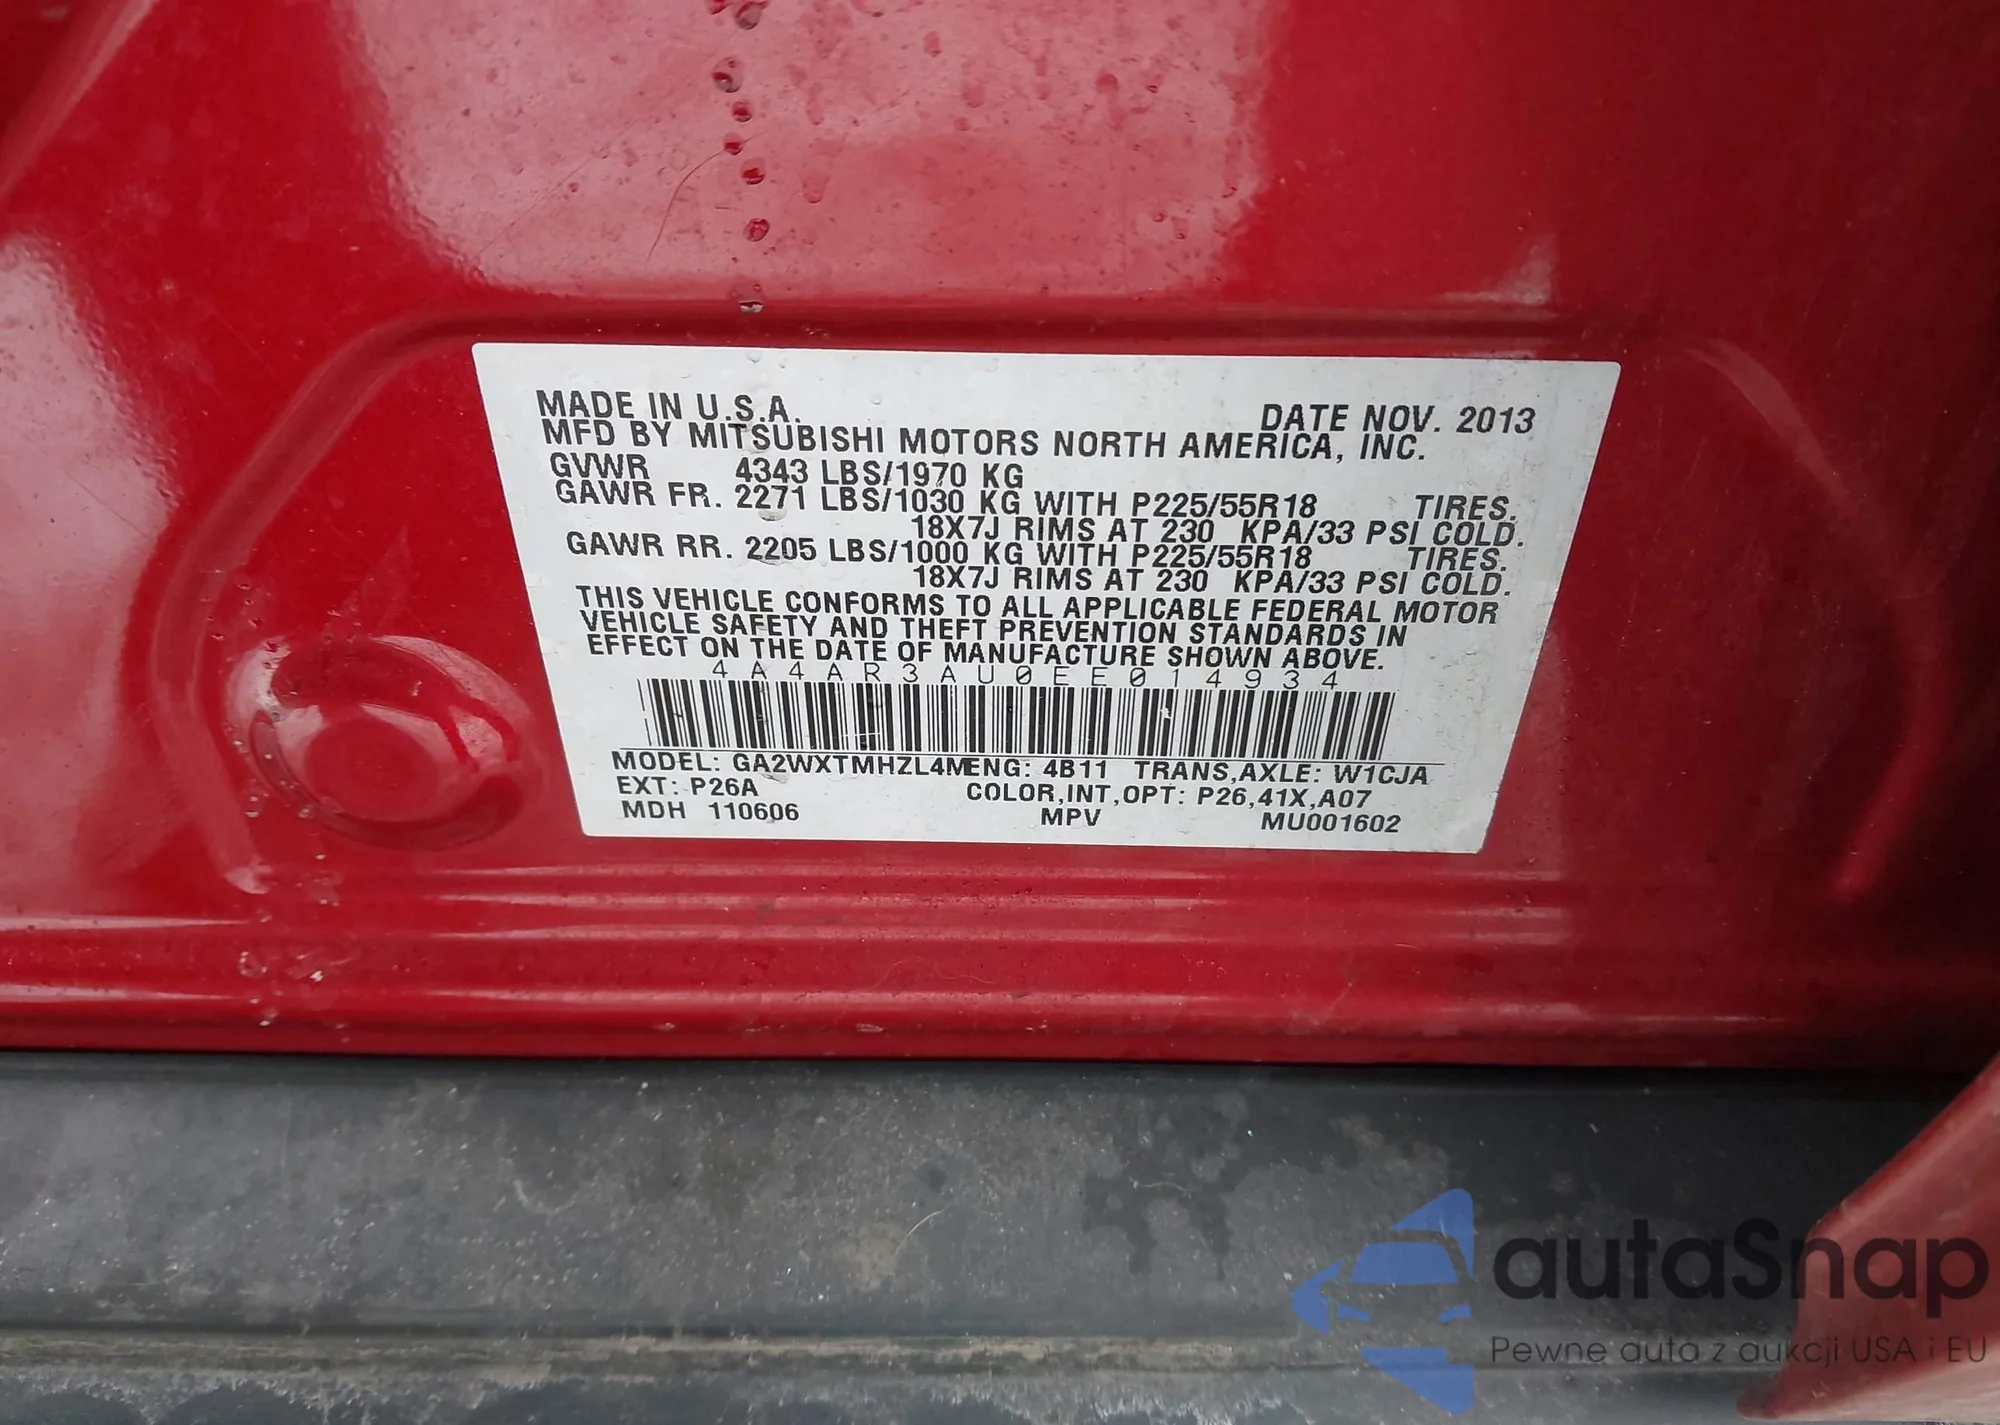 MADE IN U.S.A. DATE NOV. 2013
MFD BY MITSUBISHI MOTORS NORTH AMERICA, INC.
GVWR 4343 LBS/1970 KG
GAWR FR. 2271 LBS/1030 KG WITH P225/55R18 TIRES.
18X7J RIMS AT 230 KPA/33 PSI COLD.
GAWR RR. 2205 LBS/1000 KG WITH P225/55R18 TIRES.
18X7J RIMS AT 230 KPA/33 PSI COLD.
THIS VEHICLE CONFORMS TO ALL APPLICABLE FEDERAL MOTOR
VEHICLE SAFETY AND THEFT PREVENTION STANDARDS IN
EFFECT ON THE DATE OF MANUFACTURE SHOWN ABOVE.
4A4AR3AU0EE014934
MODEL: GA2WXTMHZL4M ENG: 4B11 TRANS,AXLE: W1CJA
EXT: P26A COLOR,INT,OPT: P26,41X,A07
MDH 110606 MPV MU001602
autaSnap
Pewne auta z aukcji USA i EU